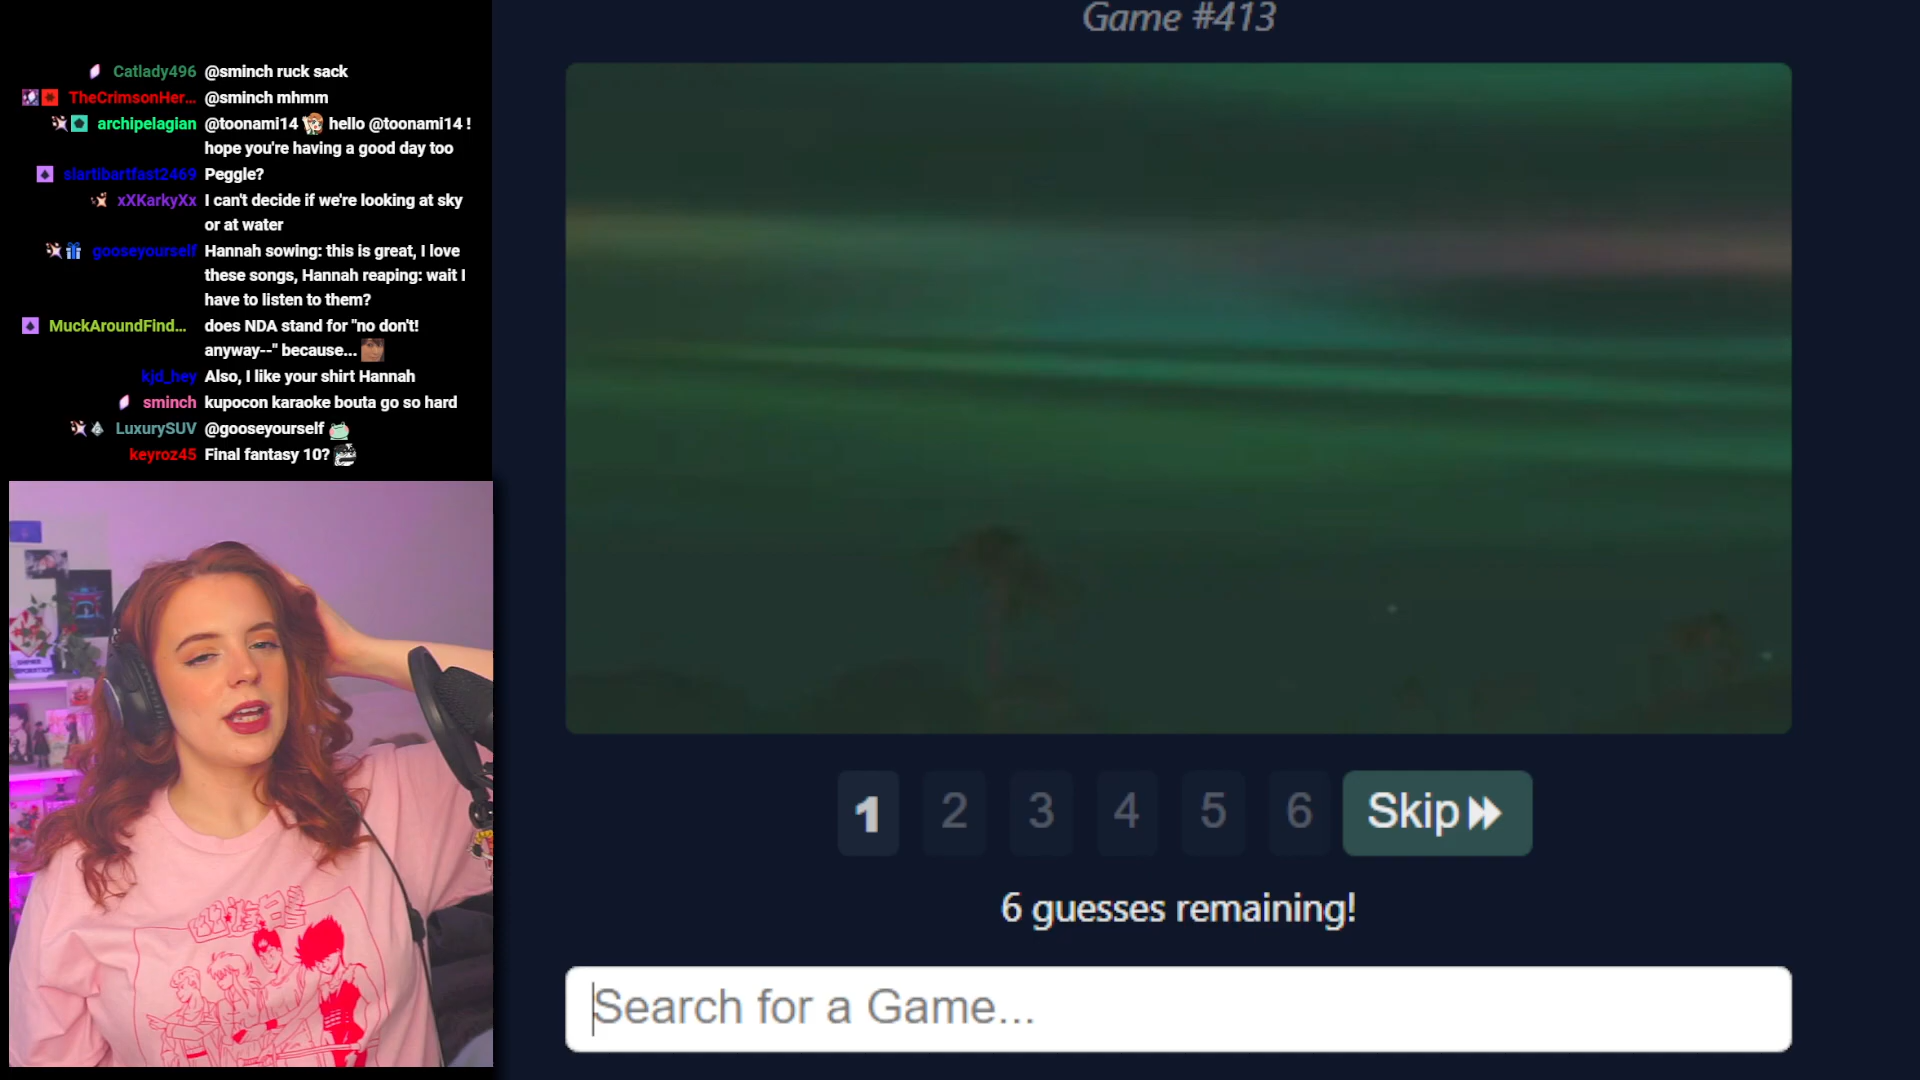 Game #413
Catlady496 @sminch ruck sack
TheCrimsonHer... @sminch mhmm
archipelagian @toonami14 hello @toonami14 !
hope you're having a good day too
slartibartfast2469 Peggle?
xXKarkyXx I can't decide if we're looking at sky
or at water
gooseyourself Hannah sowing: this is great, I love
these songs, Hannah reaping: wait I
have to listen to them?
MuckAroundFind... does NDA stand for "no don't!
anyway--" because...
kjd_hey Also, I like your shirt Hannah
sminch kupocon karaoke bouta go so hard
LuxurySUV @gooseyourself
keyroz45 Final fantasy 10?
1 2 3 4 5 6 Skip
6 guesses remaining!
Search for a Game...